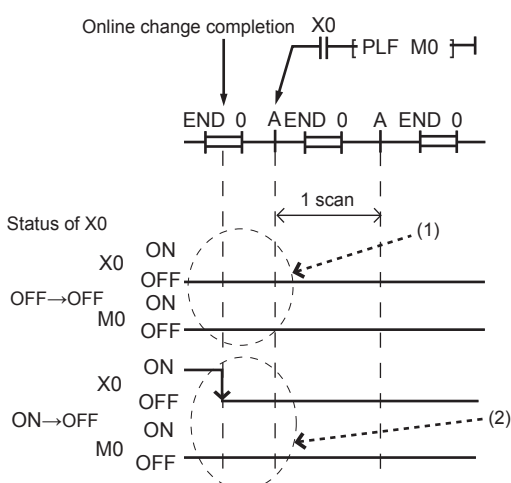 Online change completion
X0
PLF M0
END 0 A END 0 A END 0
1 scan
Status of X0
(1)
ON
X0
OFF
OFF→OFF
ON
M0
OFF
ON
X0
OFF
ON→OFF
ON
(2)
M0
OFF